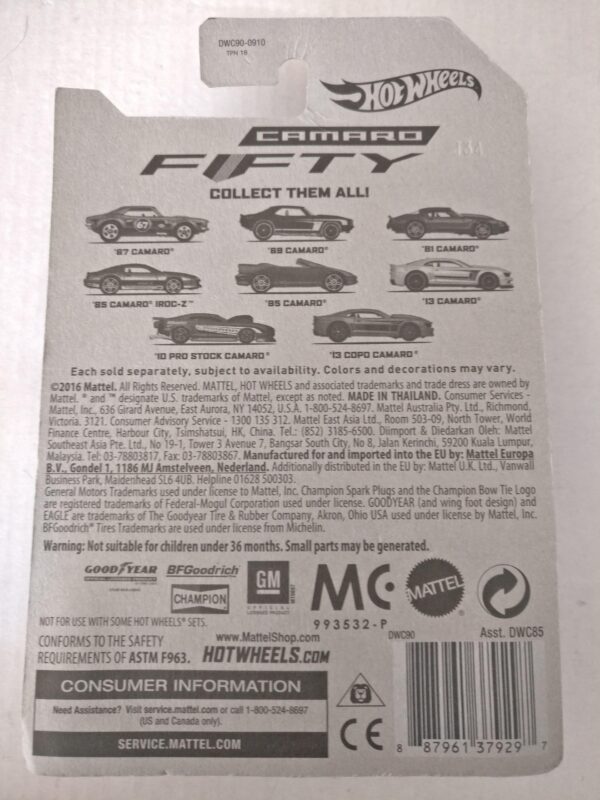 DWC90-0910
TPN 16
HOT WHEELS
CAMARO
FIFTY
COLLECT THEM ALL!
'67 CAMARO® '69 CAMARO® '81 CAMARO®
'85 CAMARO® IROC-Z™ '95 CAMARO® '13 CAMARO®
'10 PRO STOCK CAMARO® '13 COPO CAMARO®
Each sold separately, subject to availability. Colors and decorations may vary.
©2016 Mattel. All Rights Reserved. MATTEL, HOT WHEELS and associated trademarks and trade dress are owned by
Mattel. ® and ™ designate U.S. trademarks of Mattel, except as noted. MADE IN THAILAND. Consumer Services -
Mattel, Inc., 636 Girard Avenue, East Aurora, NY 14052, U.S.A. 1-800-524-8697. Mattel Australia Pty. Ltd., Richmond,
Victoria. 3121. Consumer Advisory Service - 1300 135 312. Mattel East Asia Ltd., Room 503-09, North Tower, World
Finance Centre, Harbour City, Tsimshatsui, HK, China. Tel.: (852) 3185-6500. Diimport & Diedarkan Oleh: Mattel
Southeast Asia Pte. Ltd., No 19-1, Tower 3 Avenue 7, Bangsar South City, No 8, Jalan Kerinchi, 59200 Kuala Lumpur,
Malaysia. Tel: 03-78803817, Fax: 03-78803867. Manufactured for and imported into the EU by: Mattel Europa
B.V., Gondel 1, 1186 MJ Amstelveen, Nederland. Additionally distributed in the EU by: Mattel U.K. Ltd., Vanwall
Business Park, Maidenhead SL6 4UB. Helpline 01628 500303.
General Motors Trademarks used under license to Mattel, Inc. Champion Spark Plugs and the Champion Bow Tie Logo
are registered trademarks of Federal-Mogul Corporation used under license. GOODYEAR (and wing foot design) and
EAGLE are trademarks of The Goodyear Tire & Rubber Company, Akron, Ohio USA used under license by Mattel, Inc.
BFGoodrich® Tires Trademarks are used under license from Michelin.
Warning: Not suitable for children under 36 months. Small parts may be generated.
GOODYEAR BFGoodrich
CHAMPION
GM
OFFICIAL
LICENSED PRODUCT
MC
993532-P
MATTEL
NOT FOR USE WITH SOME HOT WHEELS® SETS.
CONFORMS TO THE SAFETY
REQUIREMENTS OF ASTM F963.
www.MattelShop.com
HOTWHEELS.COM
DWC90
Asst. DWC85
CONSUMER INFORMATION
Need Assistance? Visit service.mattel.com or call 1-800-524-8697
(US and Canada only).
SERVICE.MATTEL.COM
CE
8 87961 37929 7